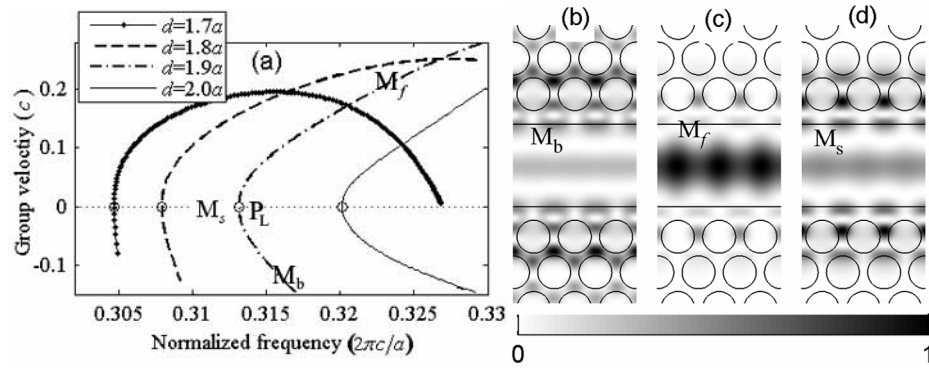 d=1.7a
d=1.8a
d=1.9a
d=2.0a
(a)
(b)
(c)
(d)
Group veloctiy (c)
0.2
0.1
0
-0.1
M_f
M_s
P_L
M_b
M_b
M_f
M_s
0.305
0.31
0.315
0.32
0.325
0.33
Normalized frequency (2πc/a)
0
1